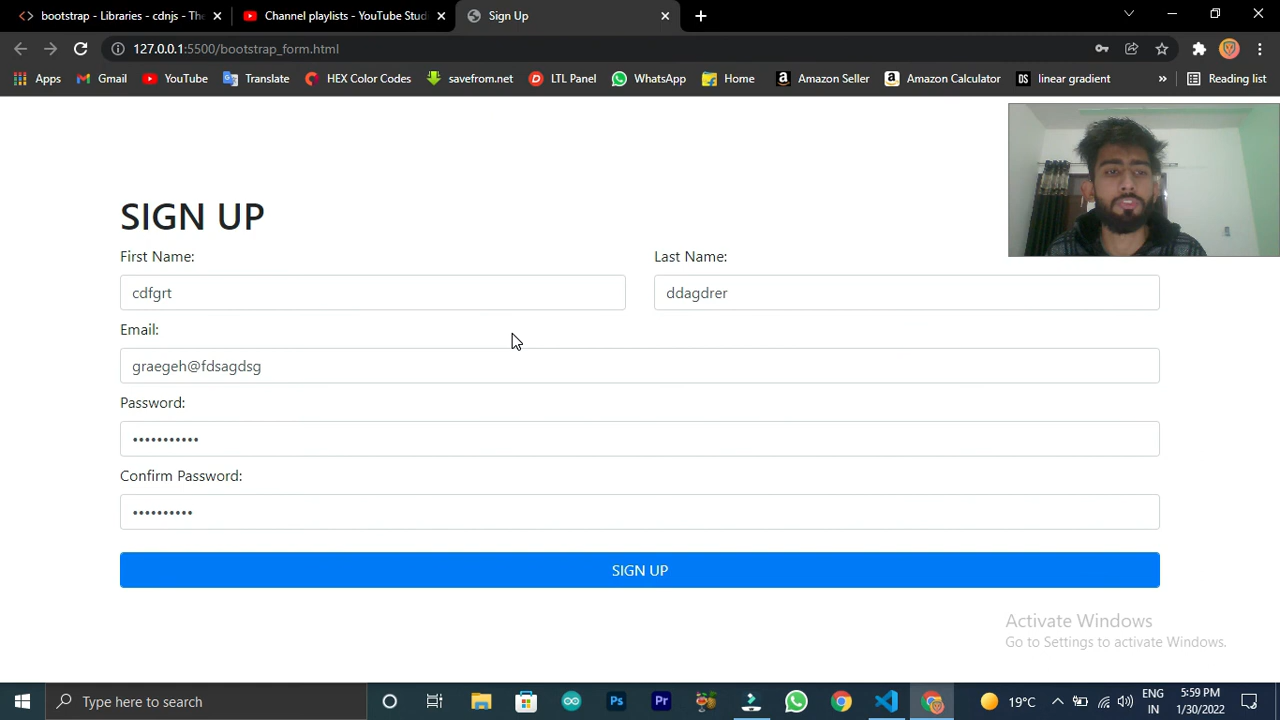 bootstrap - Libraries - cdnjs - The
Channel playlists - YouTube Studi
Sign Up
127.0.0.1:5500/bootstrap_form.html
Apps
Gmail
YouTube
Translate
HEX Color Codes
savefrom.net
LTL Panel
WhatsApp
Home
Amazon Seller
Amazon Calculator
DS linear gradient
»
Reading list
SIGN UP
First Name:
Last Name:
cdfgrt
ddagdrer
Email:
graegeh@fdsagdsg
Password:
•••••••••••
Confirm Password:
••••••••••
SIGN UP
Activate Windows
Go to Settings to activate Windows.
Type here to search
Ps
Pr
19°C
ENG
IN
5:59 PM
1/30/2022